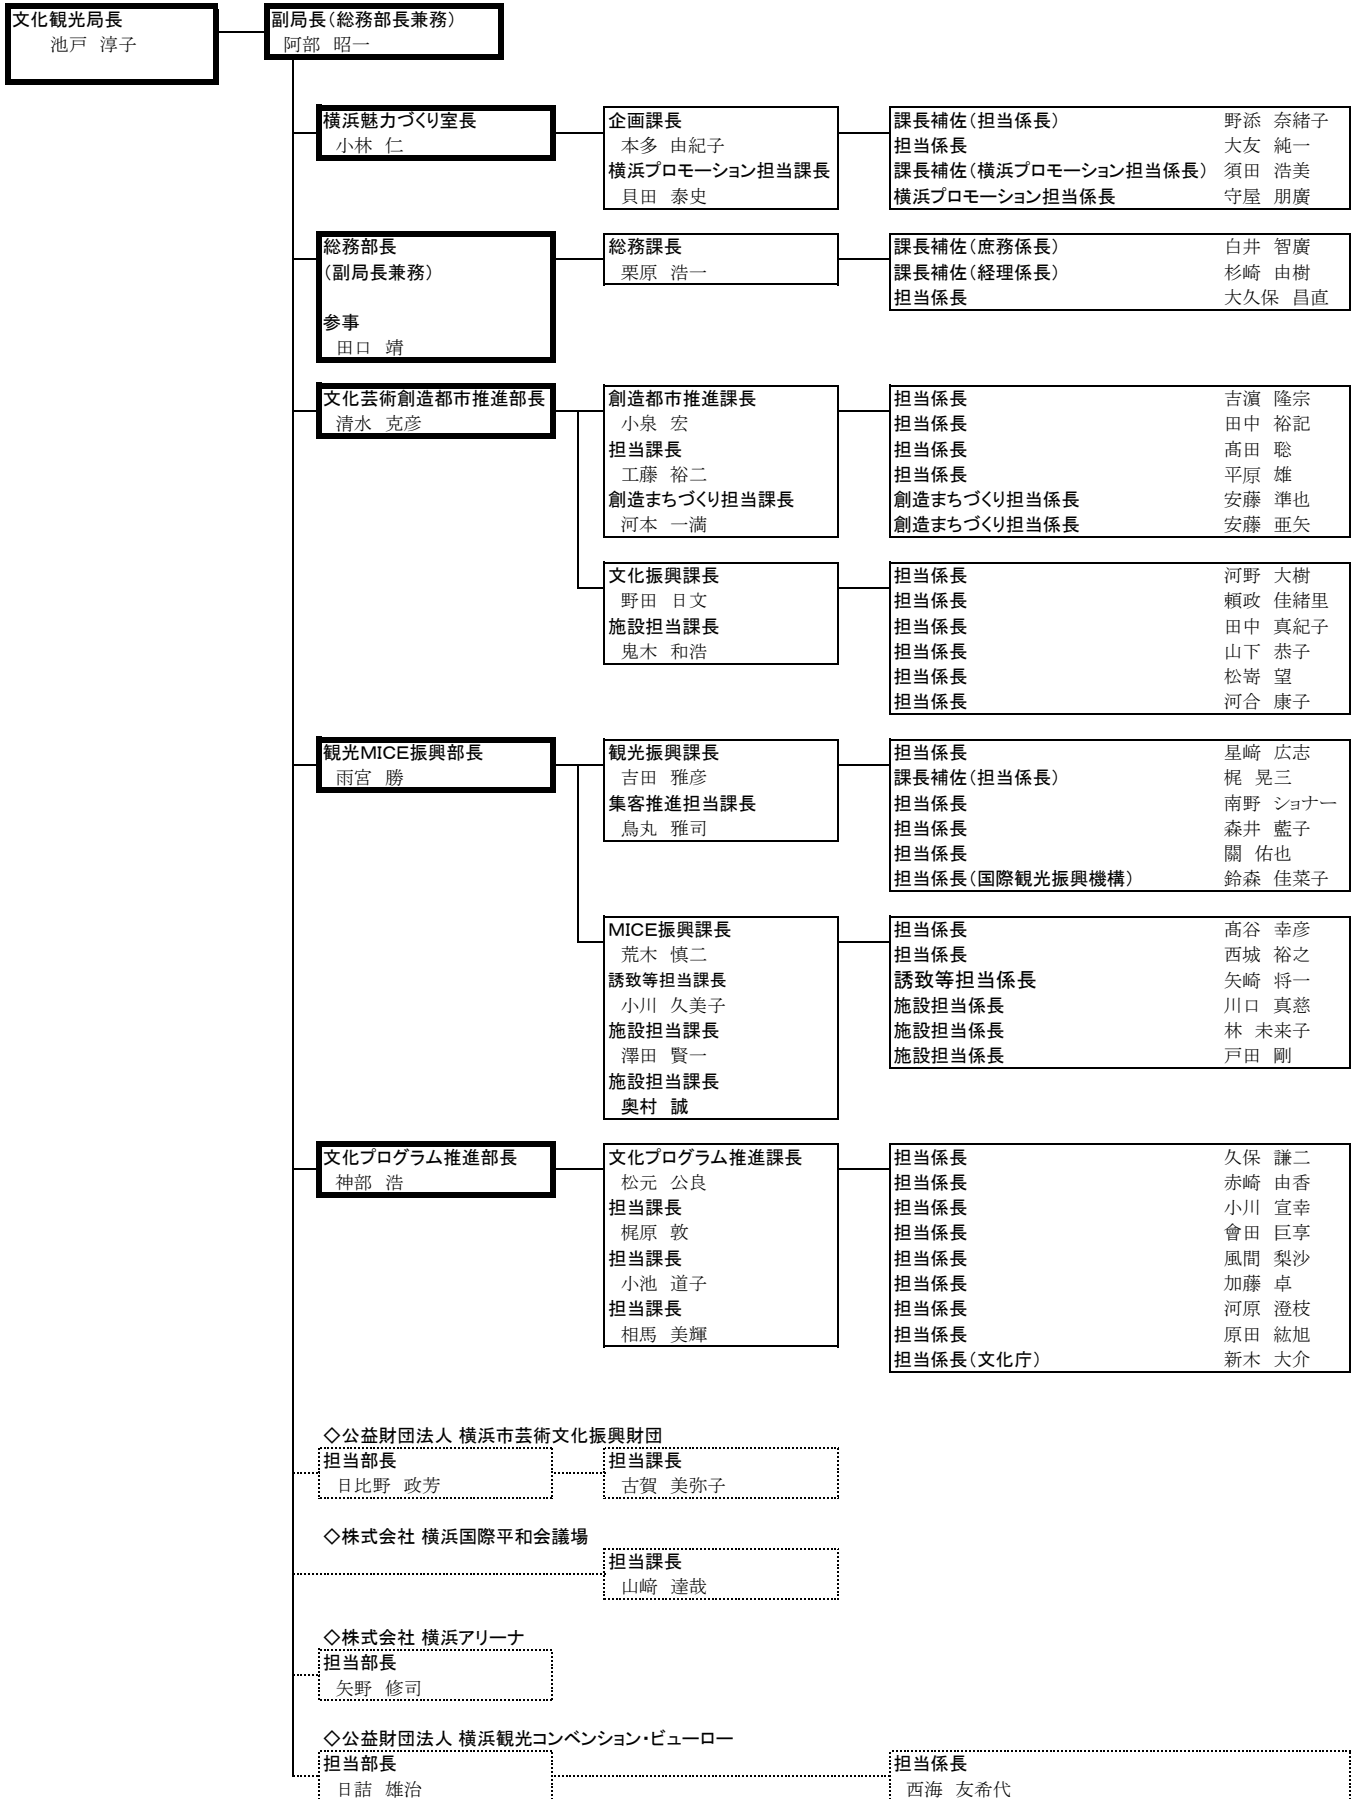 文化観光局長
池戸 淳子
副局長（総務部長兼務）
阿部 昭一
横浜魅力づくり室長
小林 仁
企画課長
本多 由紀子
横浜プロモーション担当課長
貝田 泰史
課長補佐（担当係長） 野添 奈緒子
担当係長 大友 純一
課長補佐（横浜プロモーション担当係長） 須田 浩美
横浜プロモーション担当係長 守屋 朋廣
総務部長
（副局長兼務）
参事
田口 靖
総務課長
栗原 浩一
課長補佐（庶務係長） 白井 智廣
課長補佐（経理係長） 杉崎 由樹
担当係長 大久保 昌直
文化芸術創造都市推進部長
清水 克彦
創造都市推進課長
小泉 宏
担当課長
工藤 裕二
創造まちづくり担当課長
河本 一満
担当係長 吉濵 隆宗
担当係長 田中 裕記
担当係長 髙田 聡
担当係長 平原 雄
創造まちづくり担当係長 安藤 準也
創造まちづくり担当係長 安藤 亜矢
文化振興課長
野田 日文
施設担当課長
鬼木 和浩
担当係長 河野 大樹
担当係長 頼政 佳緒里
担当係長 田中 真紀子
担当係長 山下 恭子
担当係長 松嵜 望
担当係長 河合 康子
観光MICE振興部長
雨宮 勝
観光振興課長
吉田 雅彦
集客推進担当課長
鳥丸 雅司
担当係長 星﨑 広志
課長補佐（担当係長） 梶 晃三
担当係長 南野 ショナー
担当係長 森井 藍子
担当係長 關 佑也
担当係長（国際観光振興機構） 鈴森 佳菜子
MICE振興課長
荒木 慎二
誘致等担当課長
小川 久美子
施設担当課長
澤田 賢一
施設担当課長
奥村 誠
担当係長 髙谷 幸彦
担当係長 西城 裕之
誘致等担当係長 矢崎 将一
施設担当係長 川口 真慈
施設担当係長 林 未来子
施設担当係長 戸田 剛
文化プログラム推進部長
神部 浩
文化プログラム推進課長
松元 公良
担当課長
梶原 敦
担当課長
小池 道子
担当課長
相馬 美輝
担当係長 久保 謙二
担当係長 赤崎 由香
担当係長 小川 宣幸
担当係長 會田 巨享
担当係長 風間 梨沙
担当係長 加藤 卓
担当係長 河原 澄枝
担当係長 原田 紘旭
担当係長（文化庁） 新木 大介
◇公益財団法人 横浜市芸術文化振興財団
担当部長
日比野 政芳
担当課長
古賀 美弥子
◇株式会社 横浜国際平和会議場
担当課長
山﨑 達哉
◇株式会社 横浜アリーナ
担当部長
矢野 修司
◇公益財団法人 横浜観光コンベンション・ビューロー
担当部長
日詰 雄治
担当係長
西海 友希代